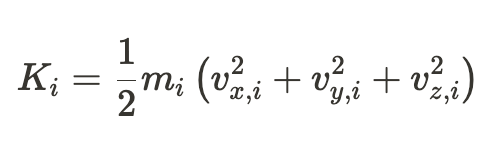 $K_i = \frac{1}{2} m_i \left( v_{x,i}^2 + v_{y,i}^2 + v_{z,i}^2 \right)$